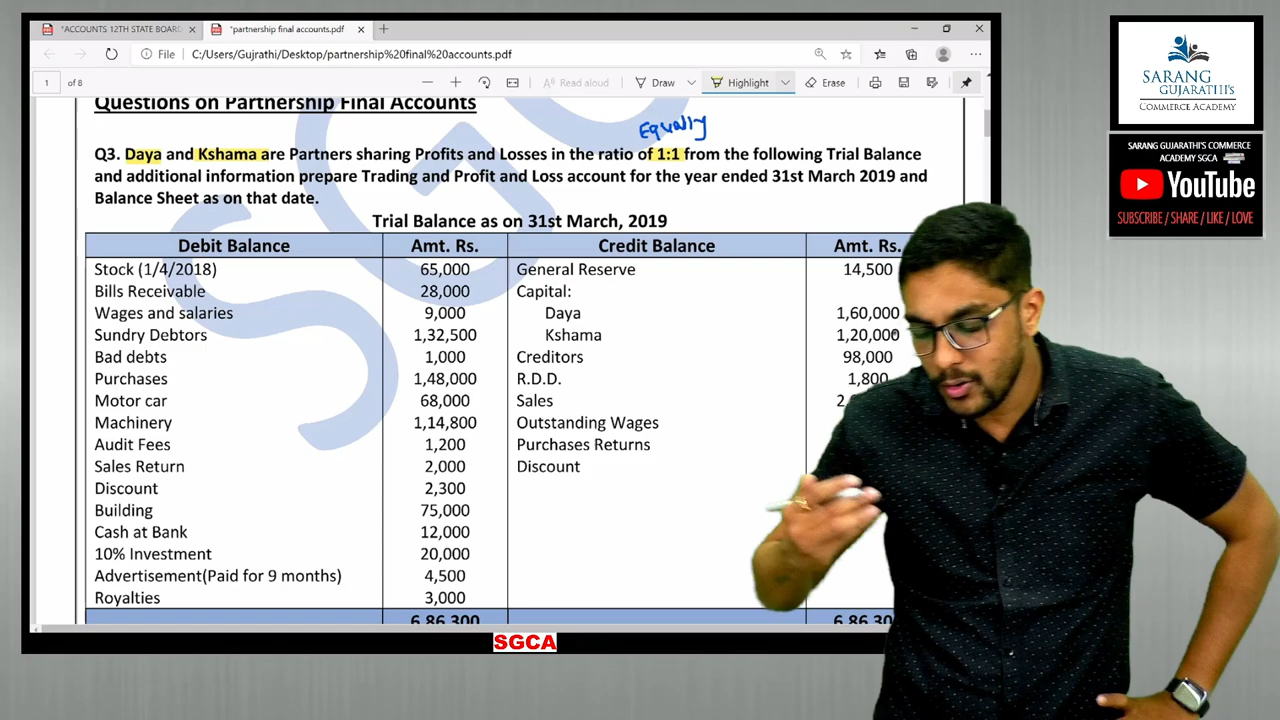 "ACCOUNTS 12TH STATE BOARD
"partnership final accounts.pdf
File
C:/Users/Gujrathi/Desktop/partnership%20final%20accounts.pdf
1 of 8
Read aloud
Draw
Highlight
Erase
Questions on Partnership Final Accounts
Equally
Q3. Daya and Kshama are Partners sharing Profits and Losses in the ratio of 1:1 from the following Trial Balance
and additional information prepare Trading and Profit and Loss account for the year ended 31st March 2019 and
Balance Sheet as on that date.
Trial Balance as on 31st March, 2019
Debit Balance Amt. Rs. Credit Balance Amt. Rs.
Stock (1/4/2018) 65,000 General Reserve 14,500
Bills Receivable 28,000 Capital:
Wages and salaries 9,000 Daya 1,60,000
Sundry Debtors 1,32,500 Kshama 1,20,000
Bad debts 1,000 Creditors 98,000
Purchases 1,48,000 R.D.D. 1,800
Motor car 68,000 Sales
Machinery 1,14,800 Outstanding Wages
Audit Fees 1,200 Purchases Returns
Sales Return 2,000 Discount
Discount 2,300
Building 75,000
Cash at Bank 12,000
10% Investment 20,000
Advertisement(Paid for 9 months) 4,500
Royalties 3,000
6,86,300
SGCA
SARANG
GUJARATHI'S
COMMERCE ACADEMY
SARANG GUJARATHI'S COMMERCE
ACADEMY SGCA
YouTube
SUBSCRIBE / SHARE / LIKE / LOVE